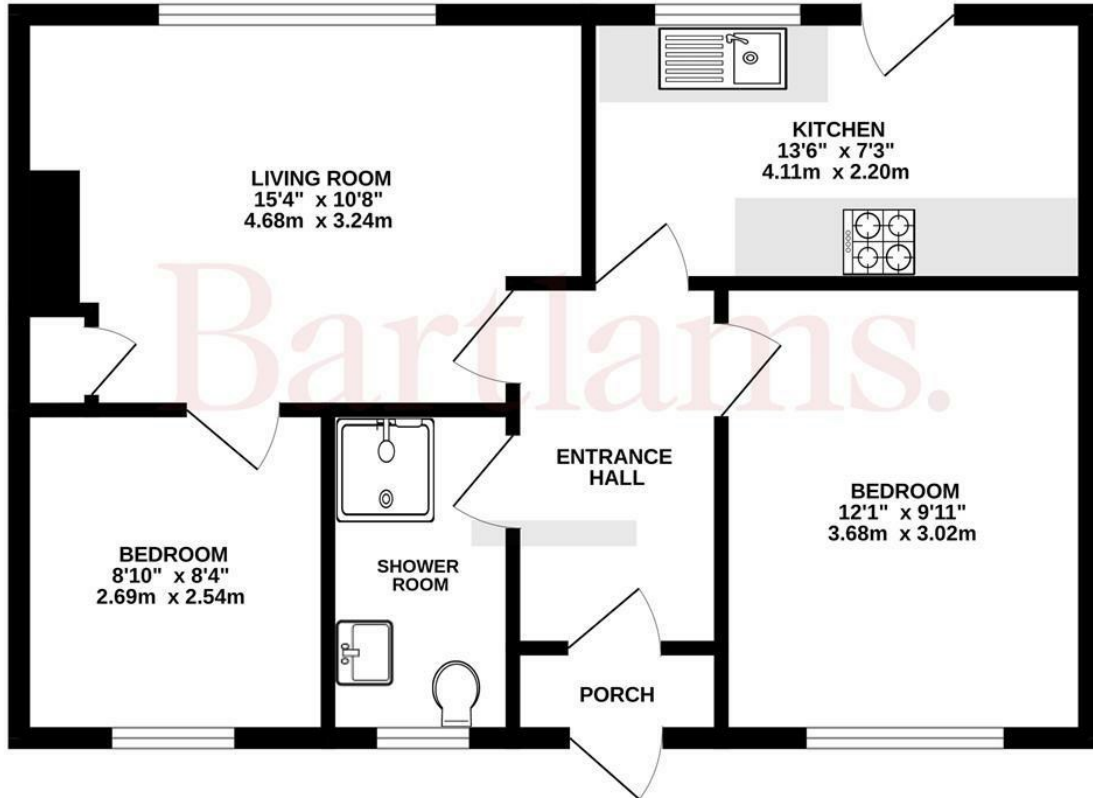 LIVING ROOM
15'4" x 10'8"
4.68m x 3.24m
KITCHEN
13'6" x 7'3"
4.11m x 2.20m
Bartlams.
ENTRANCE
HALL
BEDROOM
12'1" x 9'11"
3.68m x 3.02m
BEDROOM
8'10" x 8'4"
2.69m x 2.54m
SHOWER
ROOM
PORCH